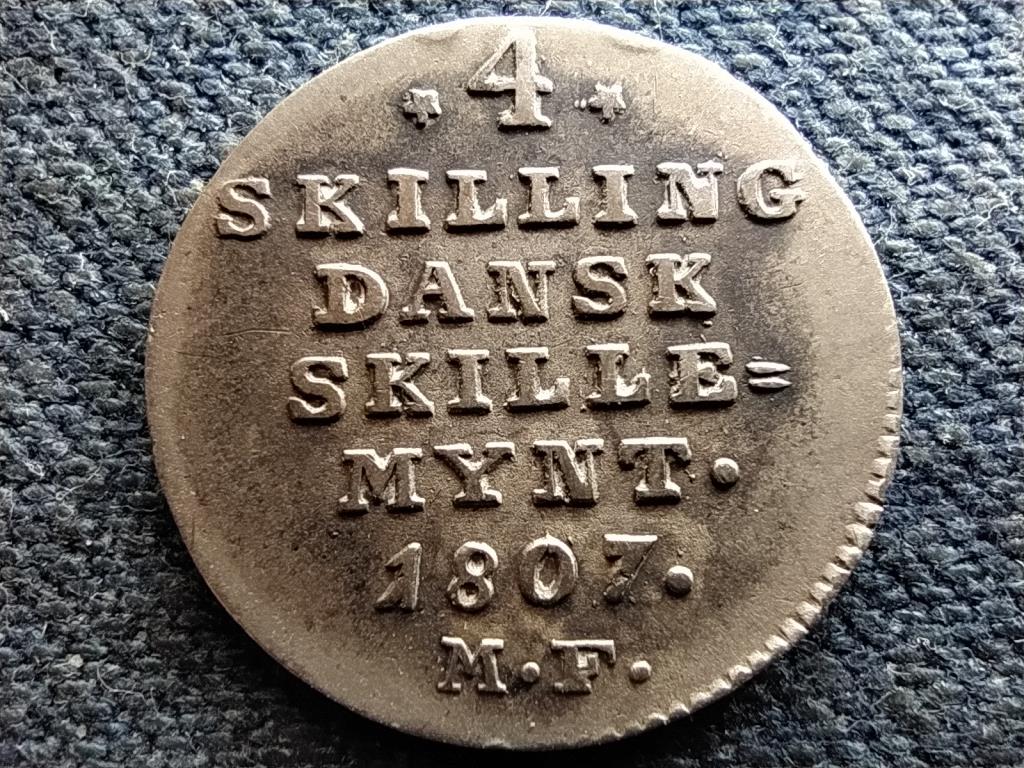 ★ 4 ★
SKILLING
DANSK
SKILLE=
MYNT.
1807.
M.F.